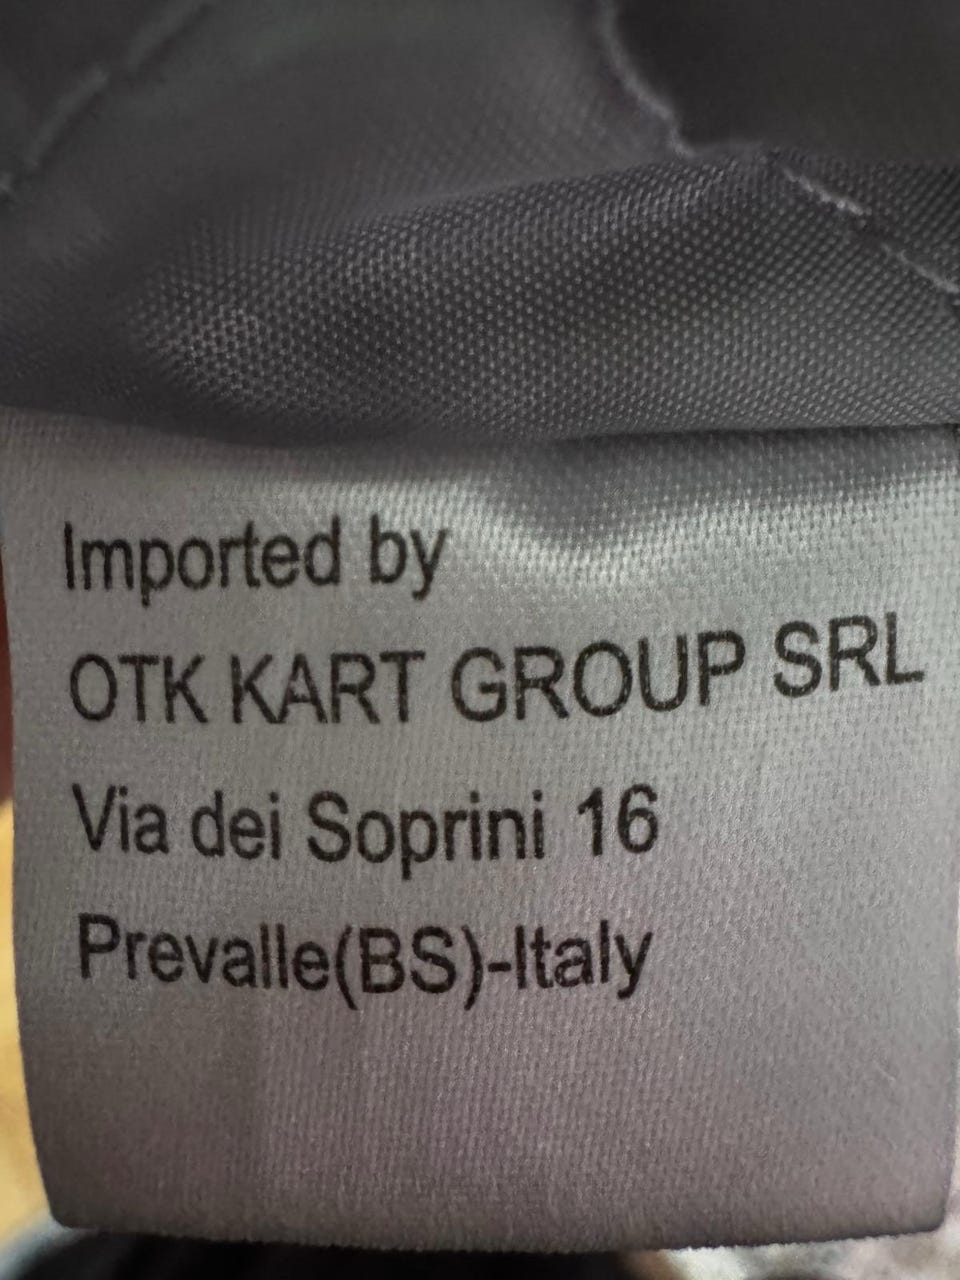 Imported by
OTK KART GROUP SRL
Via dei Soprini 16
Prevalle(BS)-Italy